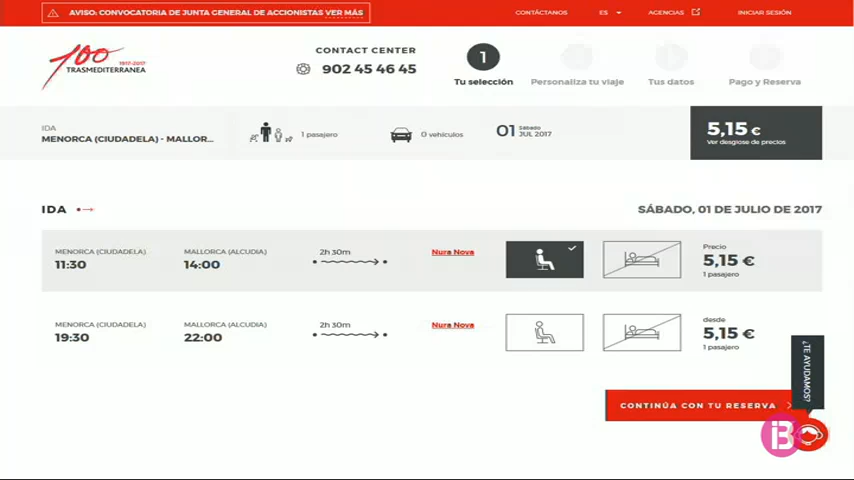 AVISO: CONVOCATORIA DE JUNTA GENERAL DE ACCIONISTAS VER MÁS
CONTÁCTANOS
ES
AGENCIAS
INICIAR SESIÓN
100
1917-2017
TRASMEDITERRANEA
CONTACT CENTER
902 45 46 45
1
Tu selección
Personaliza tu viaje
Tus datos
Pago y Reserva
IDA
MENORCA (CIUDADELA) - MALLOR...
1 pasajero
0 vehículos
01 Sábado
JUL 2017
5,15 €
Ver desglose de precios
IDA
SÁBADO, 01 DE JULIO DE 2017
MENORCA (CIUDADELA)
11:30
MALLORCA (ALCUDIA)
14:00
2h 30m
Nura Nova
Precio
5,15 €
1 pasajero
MENORCA (CIUDADELA)
19:30
MALLORCA (ALCUDIA)
22:00
2h 30m
Nura Nova
desde
5,15 €
1 pasajero
¿TE AYUDAMOS?
CONTINÚA CON TU RESERVA